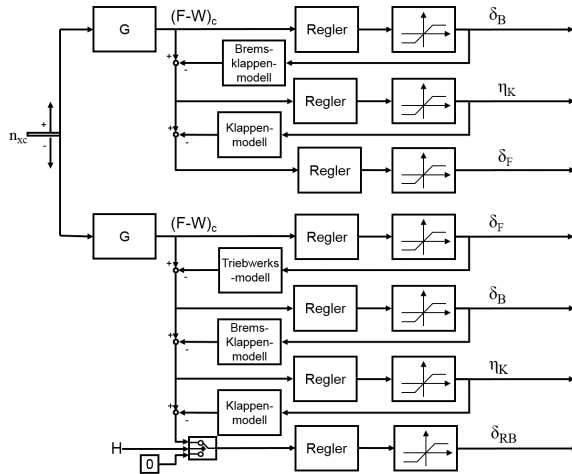 G
(F-W)c
Regler
δB
+
-
Brems-
klappen-
modell
Regler
ηK
+
-
nxc
+
-
Klappen-
modell
Regler
δF
G
(F-W)c
Regler
δF
+
-
Triebwerks
-modell
Regler
δB
+
-
Brems-
Klappen-
modell
Regler
ηK
+
-
Klappen-
modell
H
0
Regler
δRB